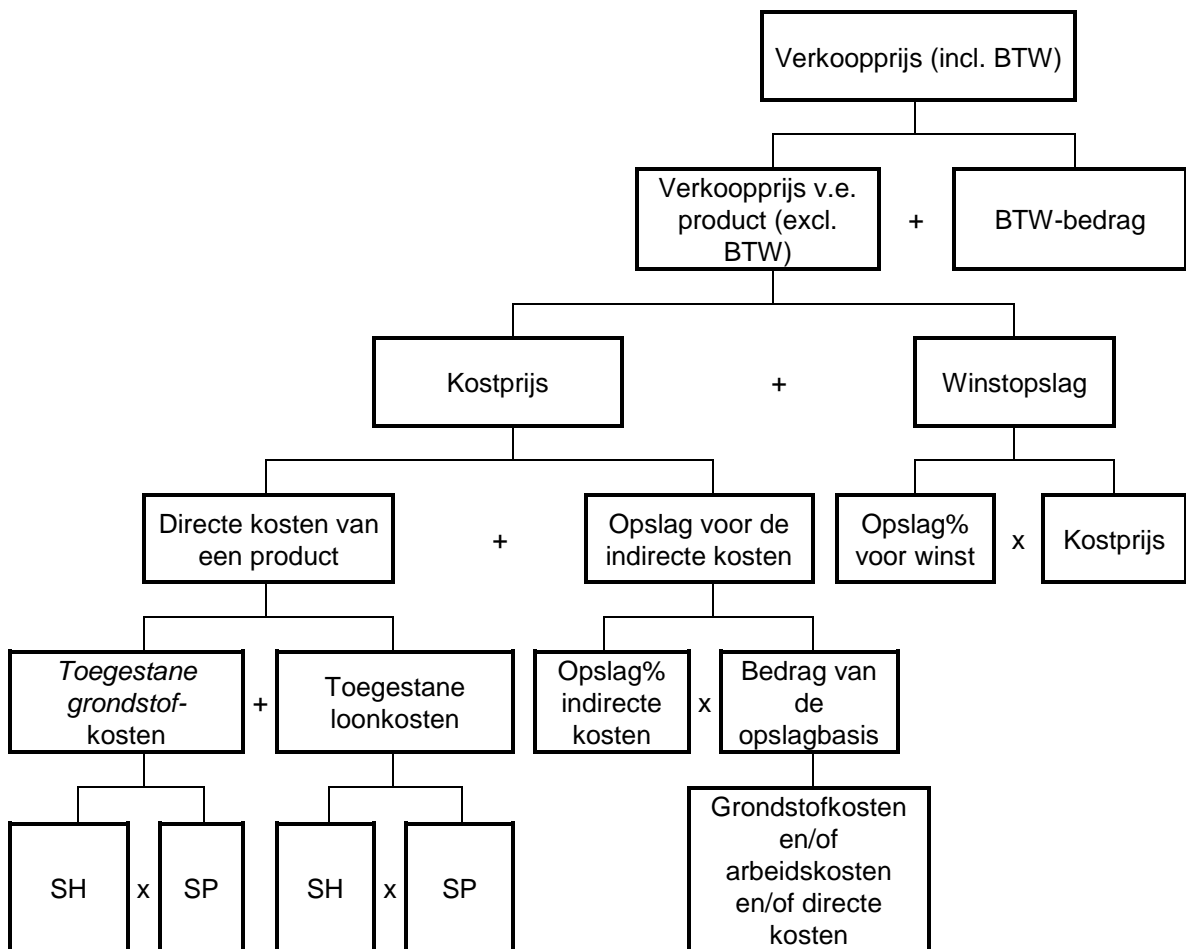 Verkoopprijs (incl. BTW)
Verkoopprijs v.e.
product (excl.
BTW)
+
BTW-bedrag
Kostprijs
+
Winstopslag
Directe kosten van
een product
+
Opslag voor de
indirecte kosten
Opslag%
voor winst
x
Kostprijs
Toegestane
grondstof-
kosten
+
Toegestane
loonkosten
Opslag%
indirecte
kosten
x
Bedrag van
de
opslagbasis
SH
x
SP
SH
x
SP
Grondstofkosten
en/of
arbeidskosten
en/of directe
kosten